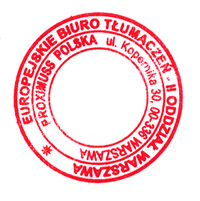 EUROPEJSKIE BIURO TŁUMACZEŃ - II ODDZIAŁ WARSZAWA
PROXIMUSS POLSKA ul. Kopernika 30, 00-336 WARSZAWA